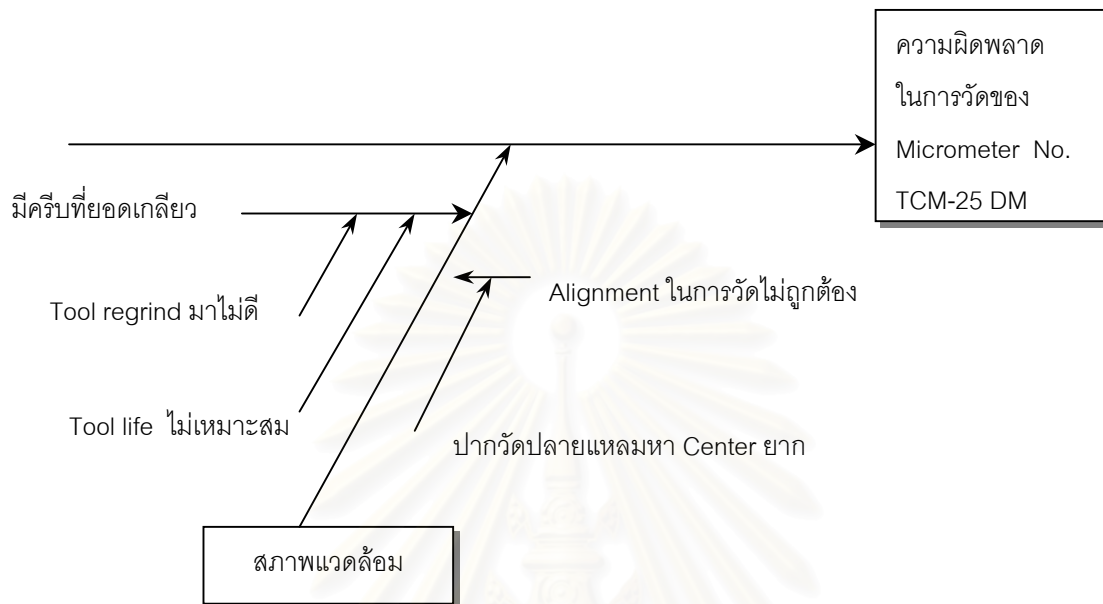 ความผิดพลาด
ในการวัดของ
Micrometer No.
TCM-25 DM
มีครีบที่ยอดเกลียว
Tool regrind มาไม่ดี
Alignment ในการวัดไม่ถูกต้อง
Tool life ไม่เหมาะสม
ปากวัดปลายแหลมหา Center ยาก
สภาพแวดล้อม